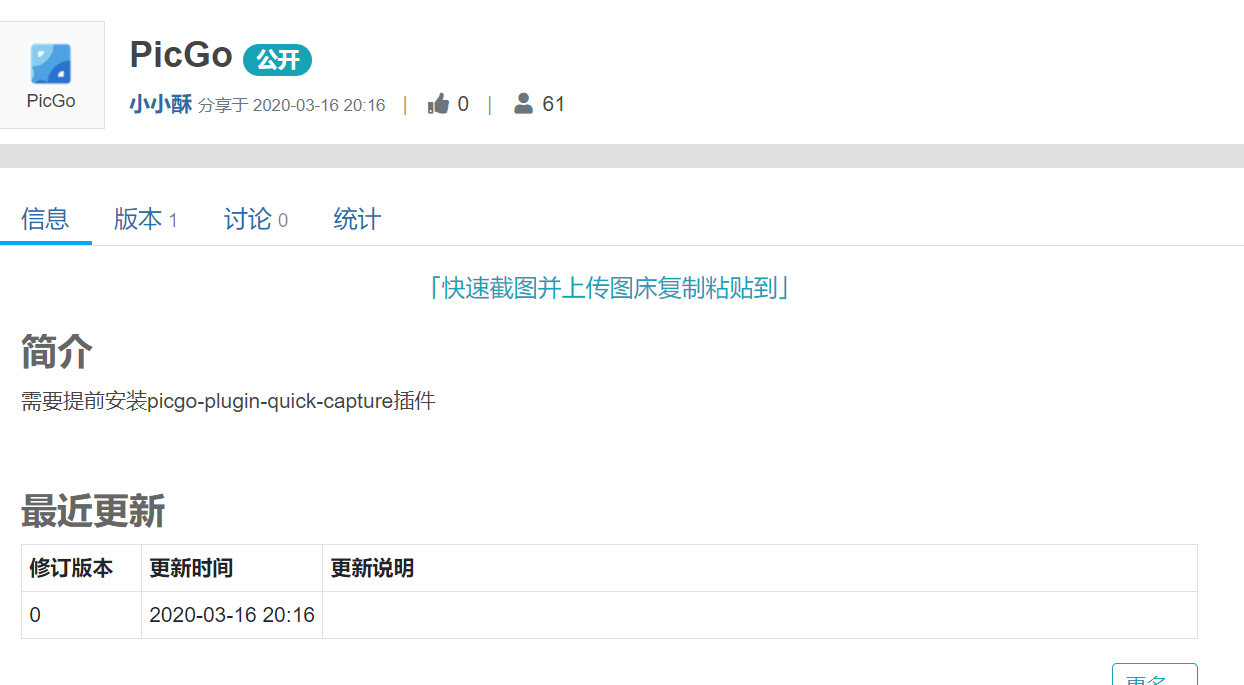 PicGo 公开
PicGo
小小酥 分享于 2020-03-16 20:16 | 0 | 61
信息 版本 1 讨论 0 统计
「快速截图并上传图床复制粘贴到」
简介
需要提前安装picgo-plugin-quick-capture插件
最近更新
修订版本 更新时间 更新说明
0 2020-03-16 20:16
更多